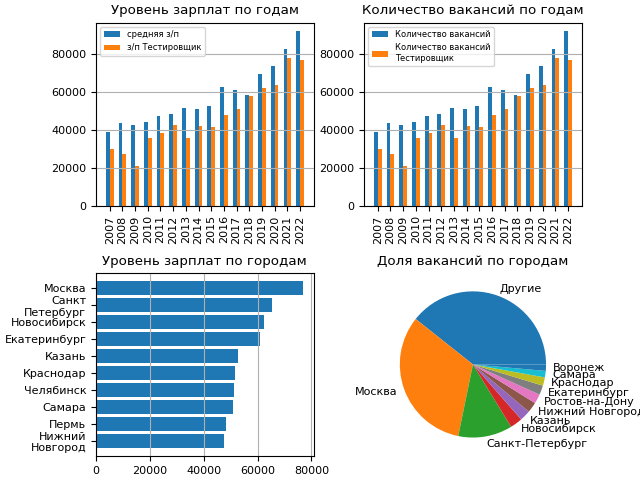 Уровень зарплат по годам
80000
60000
40000
20000
0
средняя з/п
з/п Тестировщик
2007
2008
2009
2010
2011
2012
2013
2014
2015
2016
2017
2018
2019
2020
2021
2022
Количество вакансий по годам
80000
60000
40000
20000
0
Количество вакансий
Количество вакансий
Тестировщик
2007
2008
2009
2010
2011
2012
2013
2014
2015
2016
2017
2018
2019
2020
2021
2022
Уровень зарплат по городам
Москва
Санкт
Петербург
Новосибирск
Екатеринбург
Казань
Краснодар
Челябинск
Самара
Пермь
Нижний
Новгород
0 20000 40000 60000 80000
Доля вакансий по городам
Другие
Москва
Санкт-Петербург
Новосибирск
Казань
Нижний Новгород
Ростов-на-Дону
Екатеринбург
Краснодар
Самара
Воронеж